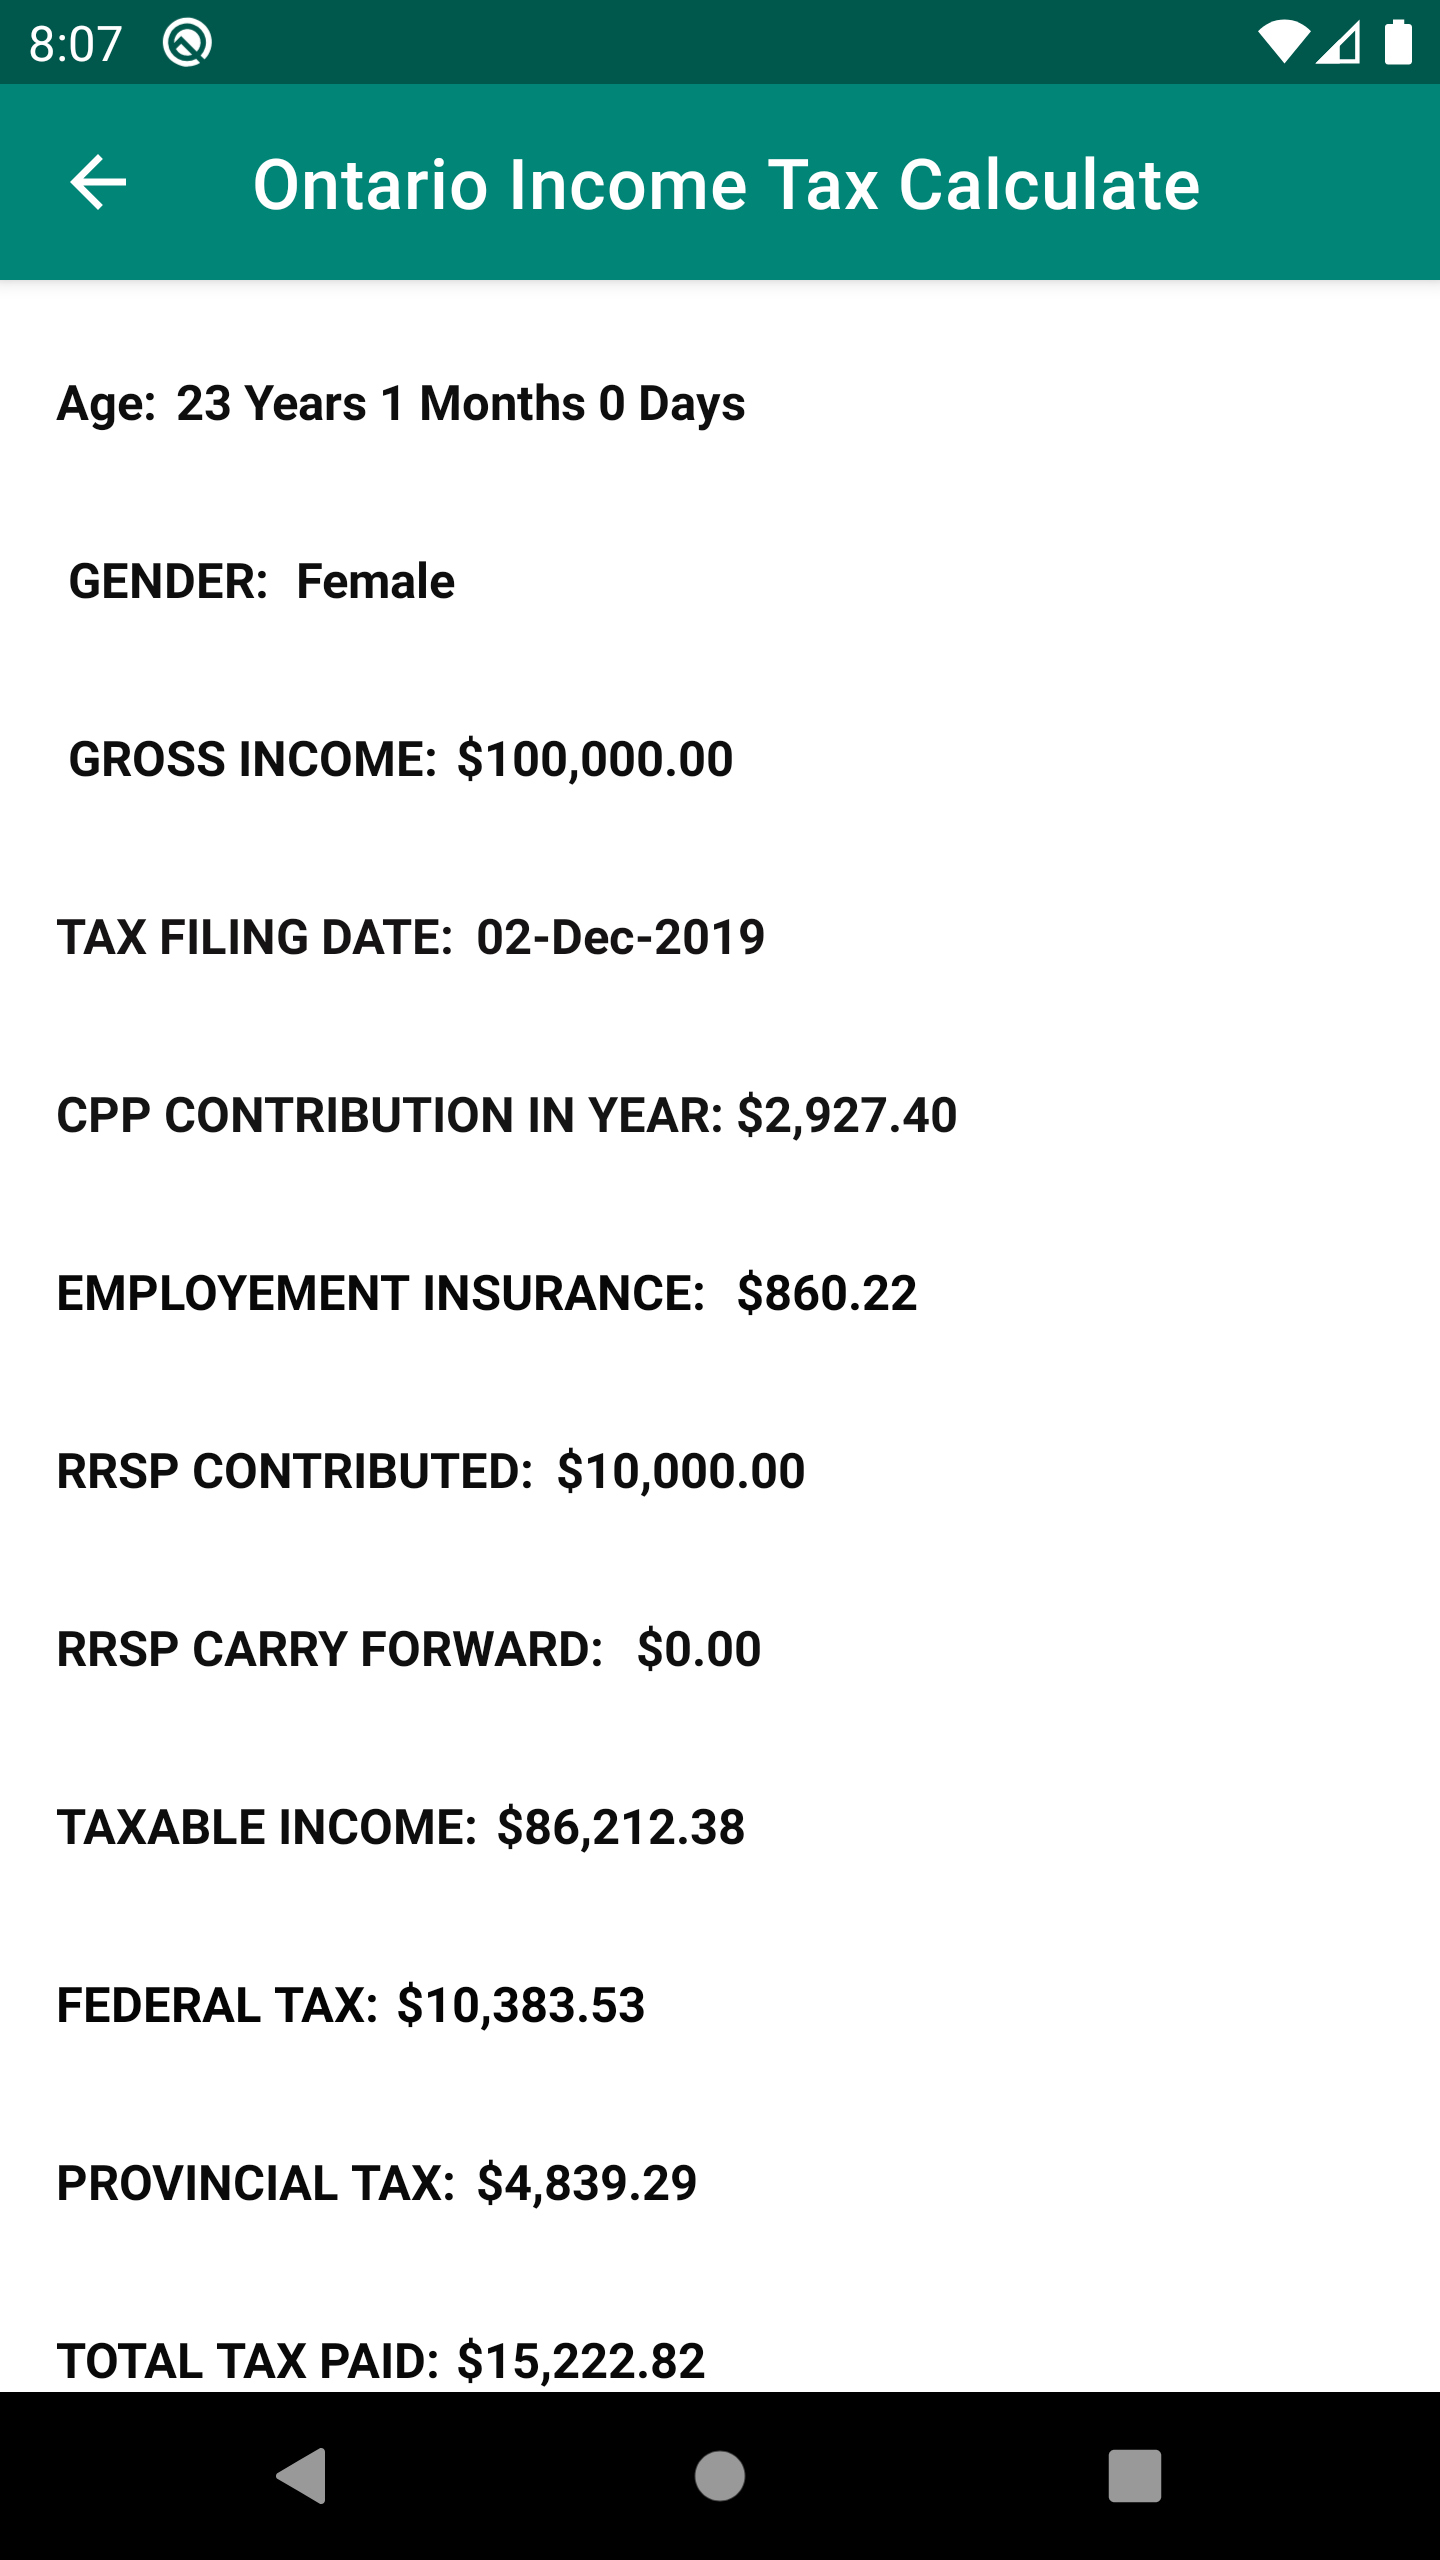 8:07
Ontario Income Tax Calculate
Age: 23 Years 1 Months 0 Days
GENDER: Female
GROSS INCOME: $100,000.00
TAX FILING DATE: 02-Dec-2019
CPP CONTRIBUTION IN YEAR: $2,927.40
EMPLOYEMENT INSURANCE: $860.22
RRSP CONTRIBUTED: $10,000.00
RRSP CARRY FORWARD: $0.00
TAXABLE INCOME: $86,212.38
FEDERAL TAX: $10,383.53
PROVINCIAL TAX: $4,839.29
TOTAL TAX PAID: $15,222.82